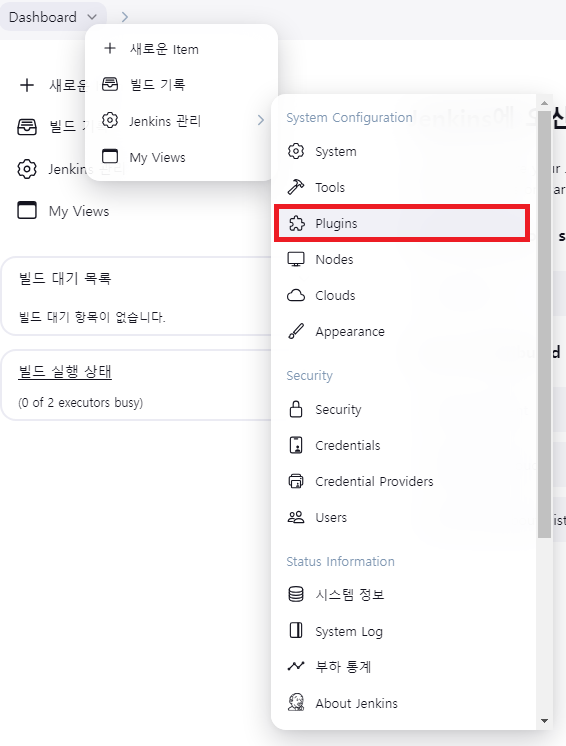 Dashboard
새로운 Item
빌드 기록
Jenkins 관리
My Views
새로운
빌드 기
Jenkins 관리
My Views
빌드 대기 목록
빌드 대기 항목이 없습니다.
빌드 실행 상태
(0 of 2 executors busy)
System Configuration
System
Tools
Plugins
Nodes
Clouds
Appearance
Security
Security
Credentials
Credential Providers
Users
Status Information
시스템 정보
System Log
부하 통계
About Jenkins